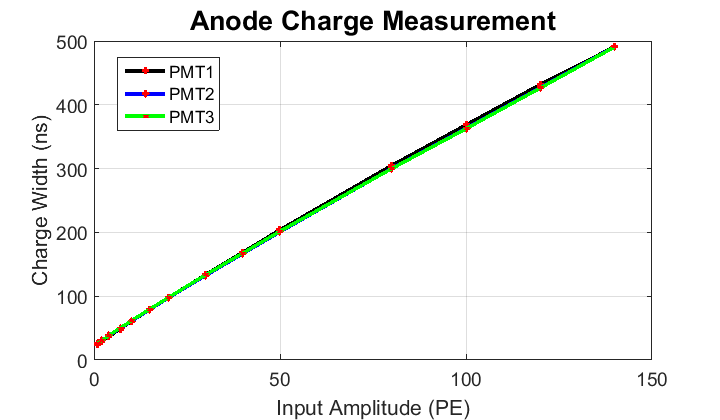 Anode Charge Measurement
500
400
300
200
100
0
Charge Width (ns)
PMT1
PMT2
PMT3
0 50 100 150
Input Amplitude (PE)